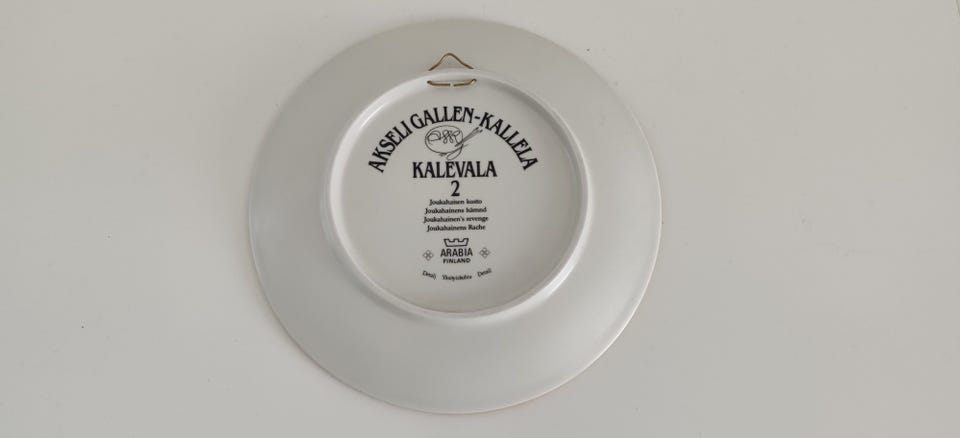 AKSELI GALLEN-KALLELA
KALEVALA
2
Joukahaisen kosto
Joukahainens hämnd
Joukahainen's revenge
Joukahainens Rache
ARABIA
FINLAND
Detalj Yksityiskohta Detail